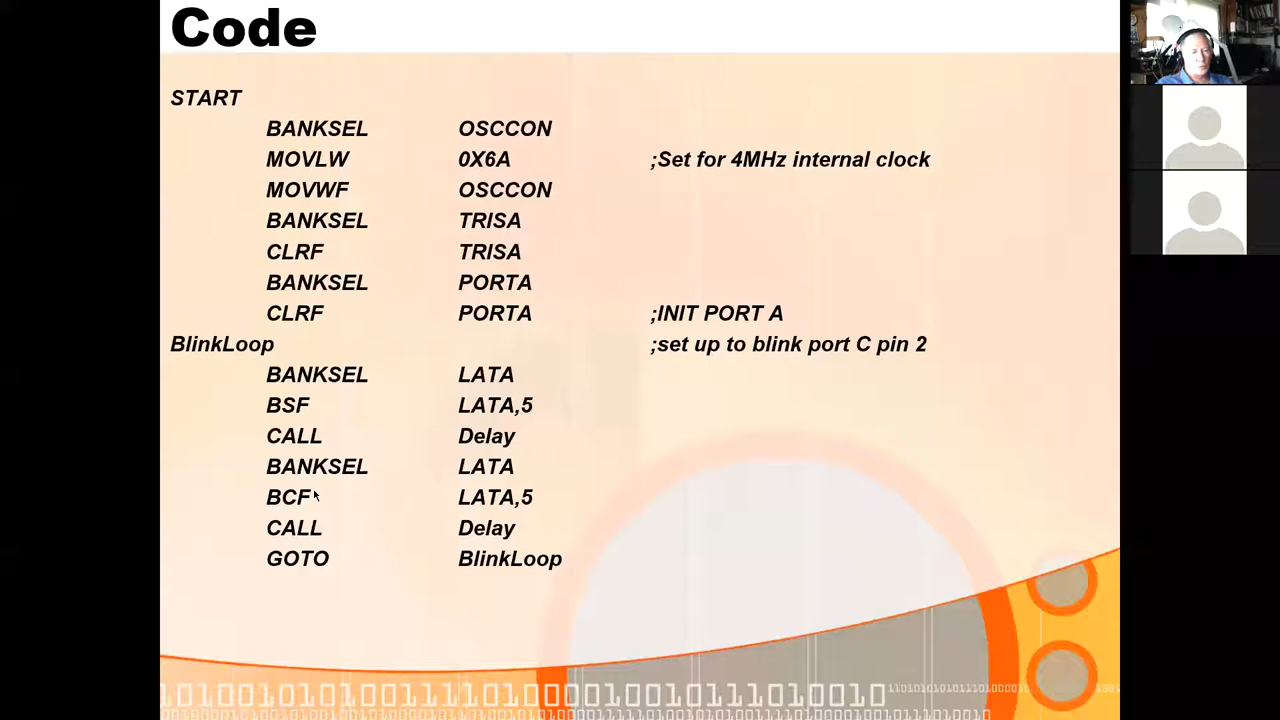 Code
START
BANKSEL OSCCON
MOVLW 0X6A ;Set for 4MHz internal clock
MOVWF OSCCON
BANKSEL TRISA
CLRF TRISA
BANKSEL PORTA
CLRF PORTA ;INIT PORT A
BlinkLoop ;set up to blink port C pin 2
BANKSEL LATA
BSF LATA,5
CALL Delay
BANKSEL LATA
BCF LATA,5
CALL Delay
GOTO BlinkLoop